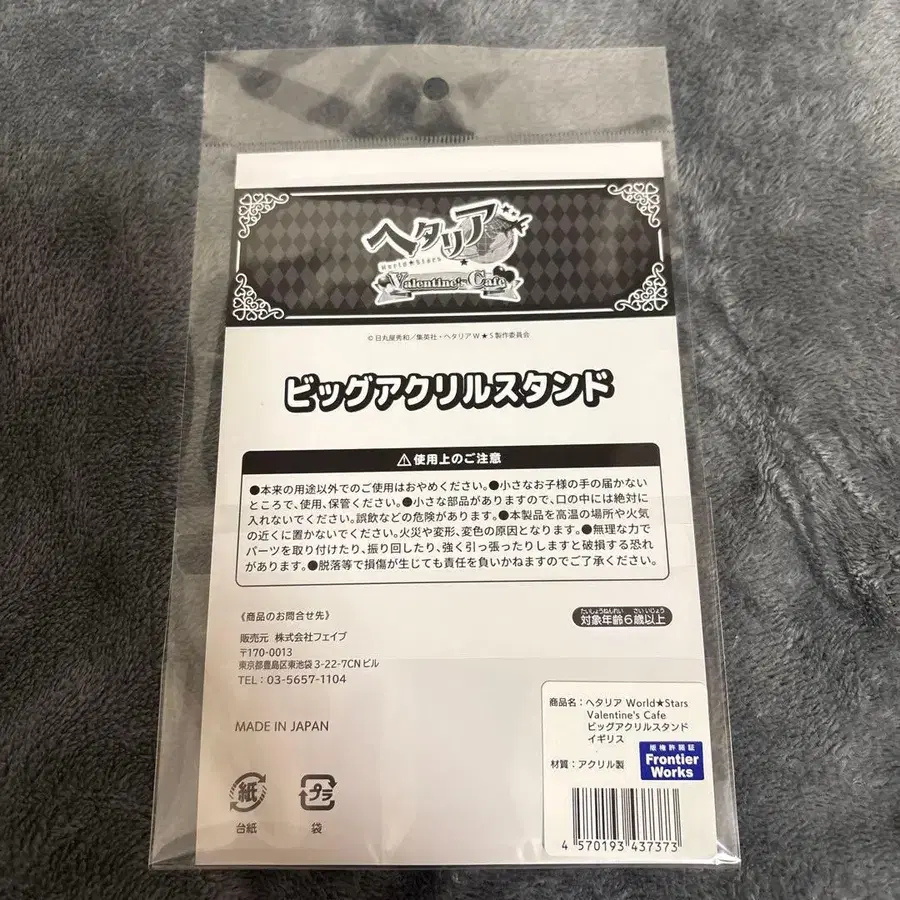 ヘタリア
World★Stars
Valentine's Cafe
©日丸屋秀和／集英社・ヘタリアW★S製作委員会
ビッグアクリルスタンド
⚠使用上のご注意
●本来の用途以外でのご使用はおやめください。●小さなお子様の手の届かない
ところで、使用、保管ください。●小さな部品がありますので、口の中には絶対に
入れないでください。誤飲などの危険があります。●本製品を高温の場所や火気
の近くに置かないでください。火災や変形、変色の原因となります。●無理な力で
パーツを取り付けたり、振り回したり、強く引っ張ったりしますと破損する恐れ
があります。●脱落等で損傷が生じても責任を負いかねますのでご了承ください。
《商品のお問合せ先》
販売元 株式会社フェイブ
〒170-0013
東京都豊島区東池袋 3-22-7CNビル
TEL：03-5657-1104
たいしょうねんれい さいいじょう
対象年齢6歳以上
MADE IN JAPAN
紙
台紙
プラ
袋
商品名：ヘタリア World★Stars
Valentine's Cafe
ビッグアクリルスタンド
イギリス
材質：アクリル製
版権許諾証
Frontier
Works
4 570193 437373